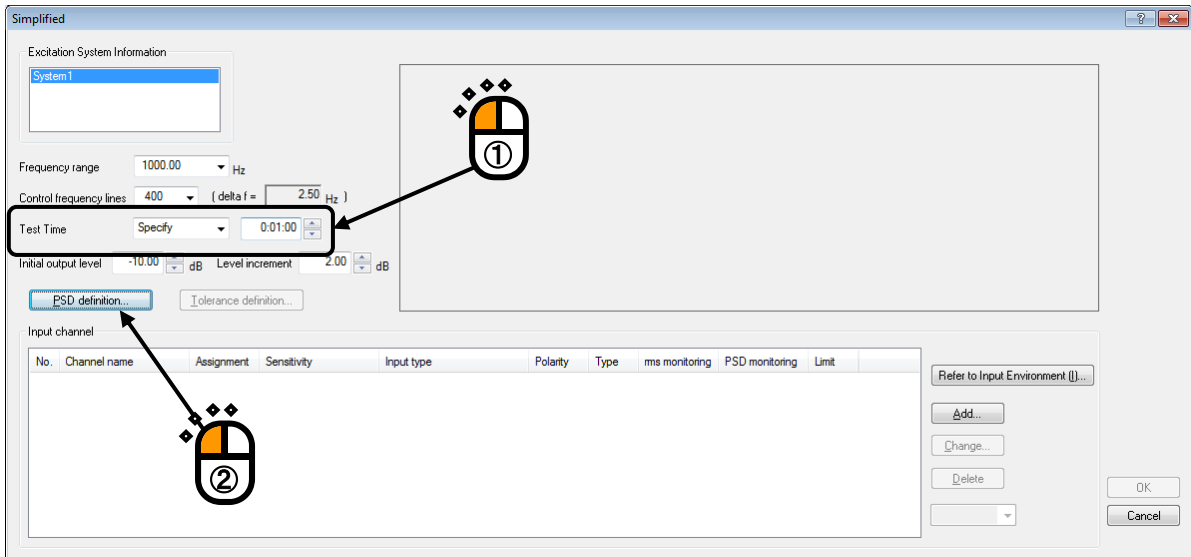 Simplified
?
Excitation System Information
System1
Frequency range 1000.00 Hz
Control frequency lines 400 ( delta f = 2.50 Hz )
Test Time Specify 0:01:00
Initial output level -10.00 dB Level increment 2.00 dB
PSD definition... Tolerance definition...
①
Input channel
No. Channel name Assignment Sensitivity Input type Polarity Type rms monitoring PSD monitoring Limit
Refer to Input Environment (I)...
Add...
Change...
Delete
②
OK
Cancel